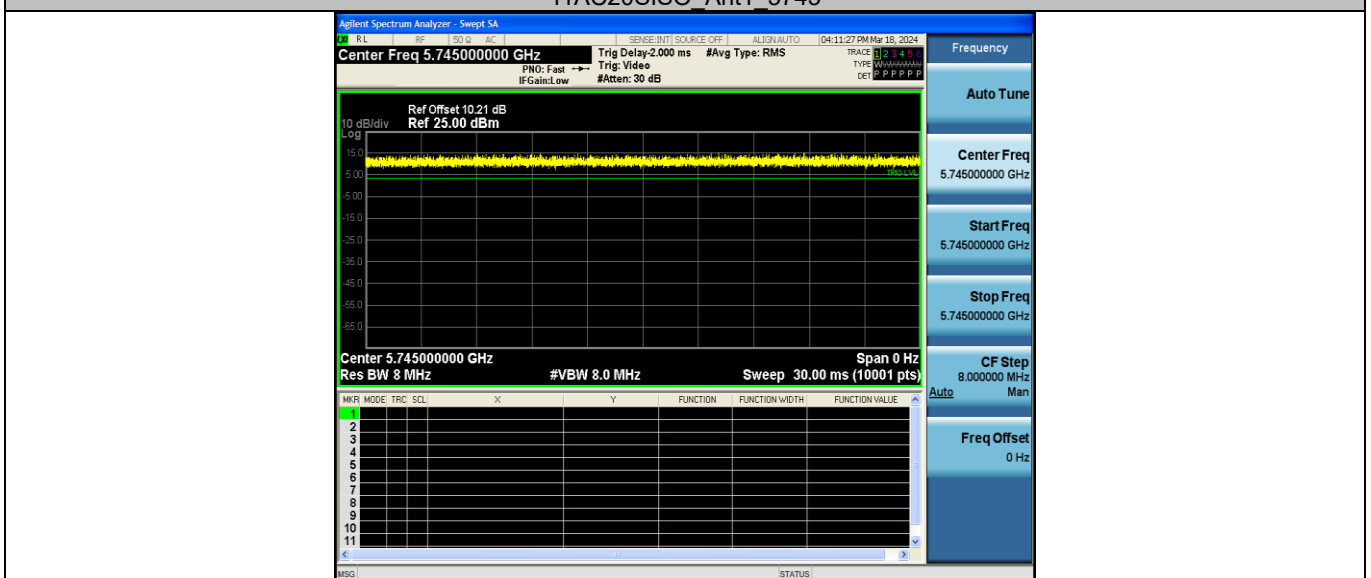 11AC20SISO_Ant1_5745
Agilent Spectrum Analyzer - Swept SA
RL RF 50 Ω AC SENSE:INT SOURCE OFF ALIGN AUTO 04:11:27 PM Mar 18, 2024
Center Freq 5.745000000 GHz
PNO: Fast
IFGain:Low
Trig Delay-2.000 ms #Avg Type: RMS
Trig: Video
#Atten: 30 dB
TRACE 1 2 3 4 5 6
TYPE W
DET P P P P P P
Ref Offset 10.21 dB
10 dB/div Ref 25.00 dBm
Log
15.0
5.00
-5.00
-15.0
-25.0
-35.0
-45.0
-55.0
-65.0
TRIG LVL
Center 5.745000000 GHz Span 0 Hz
Res BW 8 MHz #VBW 8.0 MHz Sweep 30.00 ms (10001 pts)
MKR MODE TRC SCL X Y FUNCTION FUNCTION WIDTH FUNCTION VALUE
1
2
3
4
5
6
7
8
9
10
11
MSG STATUS
Frequency
Auto Tune
Center Freq
5.745000000 GHz
Start Freq
5.745000000 GHz
Stop Freq
5.745000000 GHz
CF Step
8.000000 MHz
Auto Man
Freq Offset
0 Hz